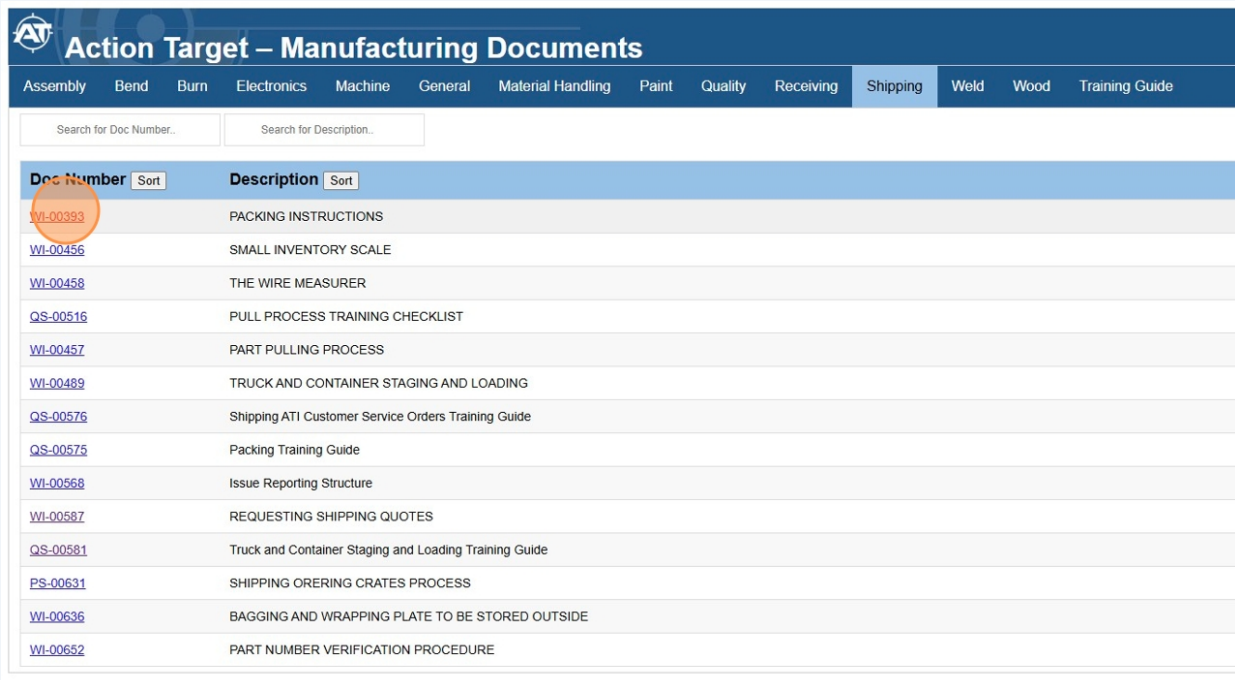 AT
Action Target – Manufacturing Documents
Assembly Bend Burn Electronics Machine General Material Handling Paint Quality Receiving Shipping Weld Wood Training Guide
Search for Doc Number.. Search for Description..
Doc Number Sort Description Sort
WI-00393 PACKING INSTRUCTIONS
WI-00456 SMALL INVENTORY SCALE
WI-00458 THE WIRE MEASURER
QS-00516 PULL PROCESS TRAINING CHECKLIST
WI-00457 PART PULLING PROCESS
WI-00489 TRUCK AND CONTAINER STAGING AND LOADING
QS-00576 Shipping ATI Customer Service Orders Training Guide
QS-00575 Packing Training Guide
WI-00568 Issue Reporting Structure
WI-00587 REQUESTING SHIPPING QUOTES
QS-00581 Truck and Container Staging and Loading Training Guide
PS-00631 SHIPPING ORERING CRATES PROCESS
WI-00636 BAGGING AND WRAPPING PLATE TO BE STORED OUTSIDE
WI-00652 PART NUMBER VERIFICATION PROCEDURE